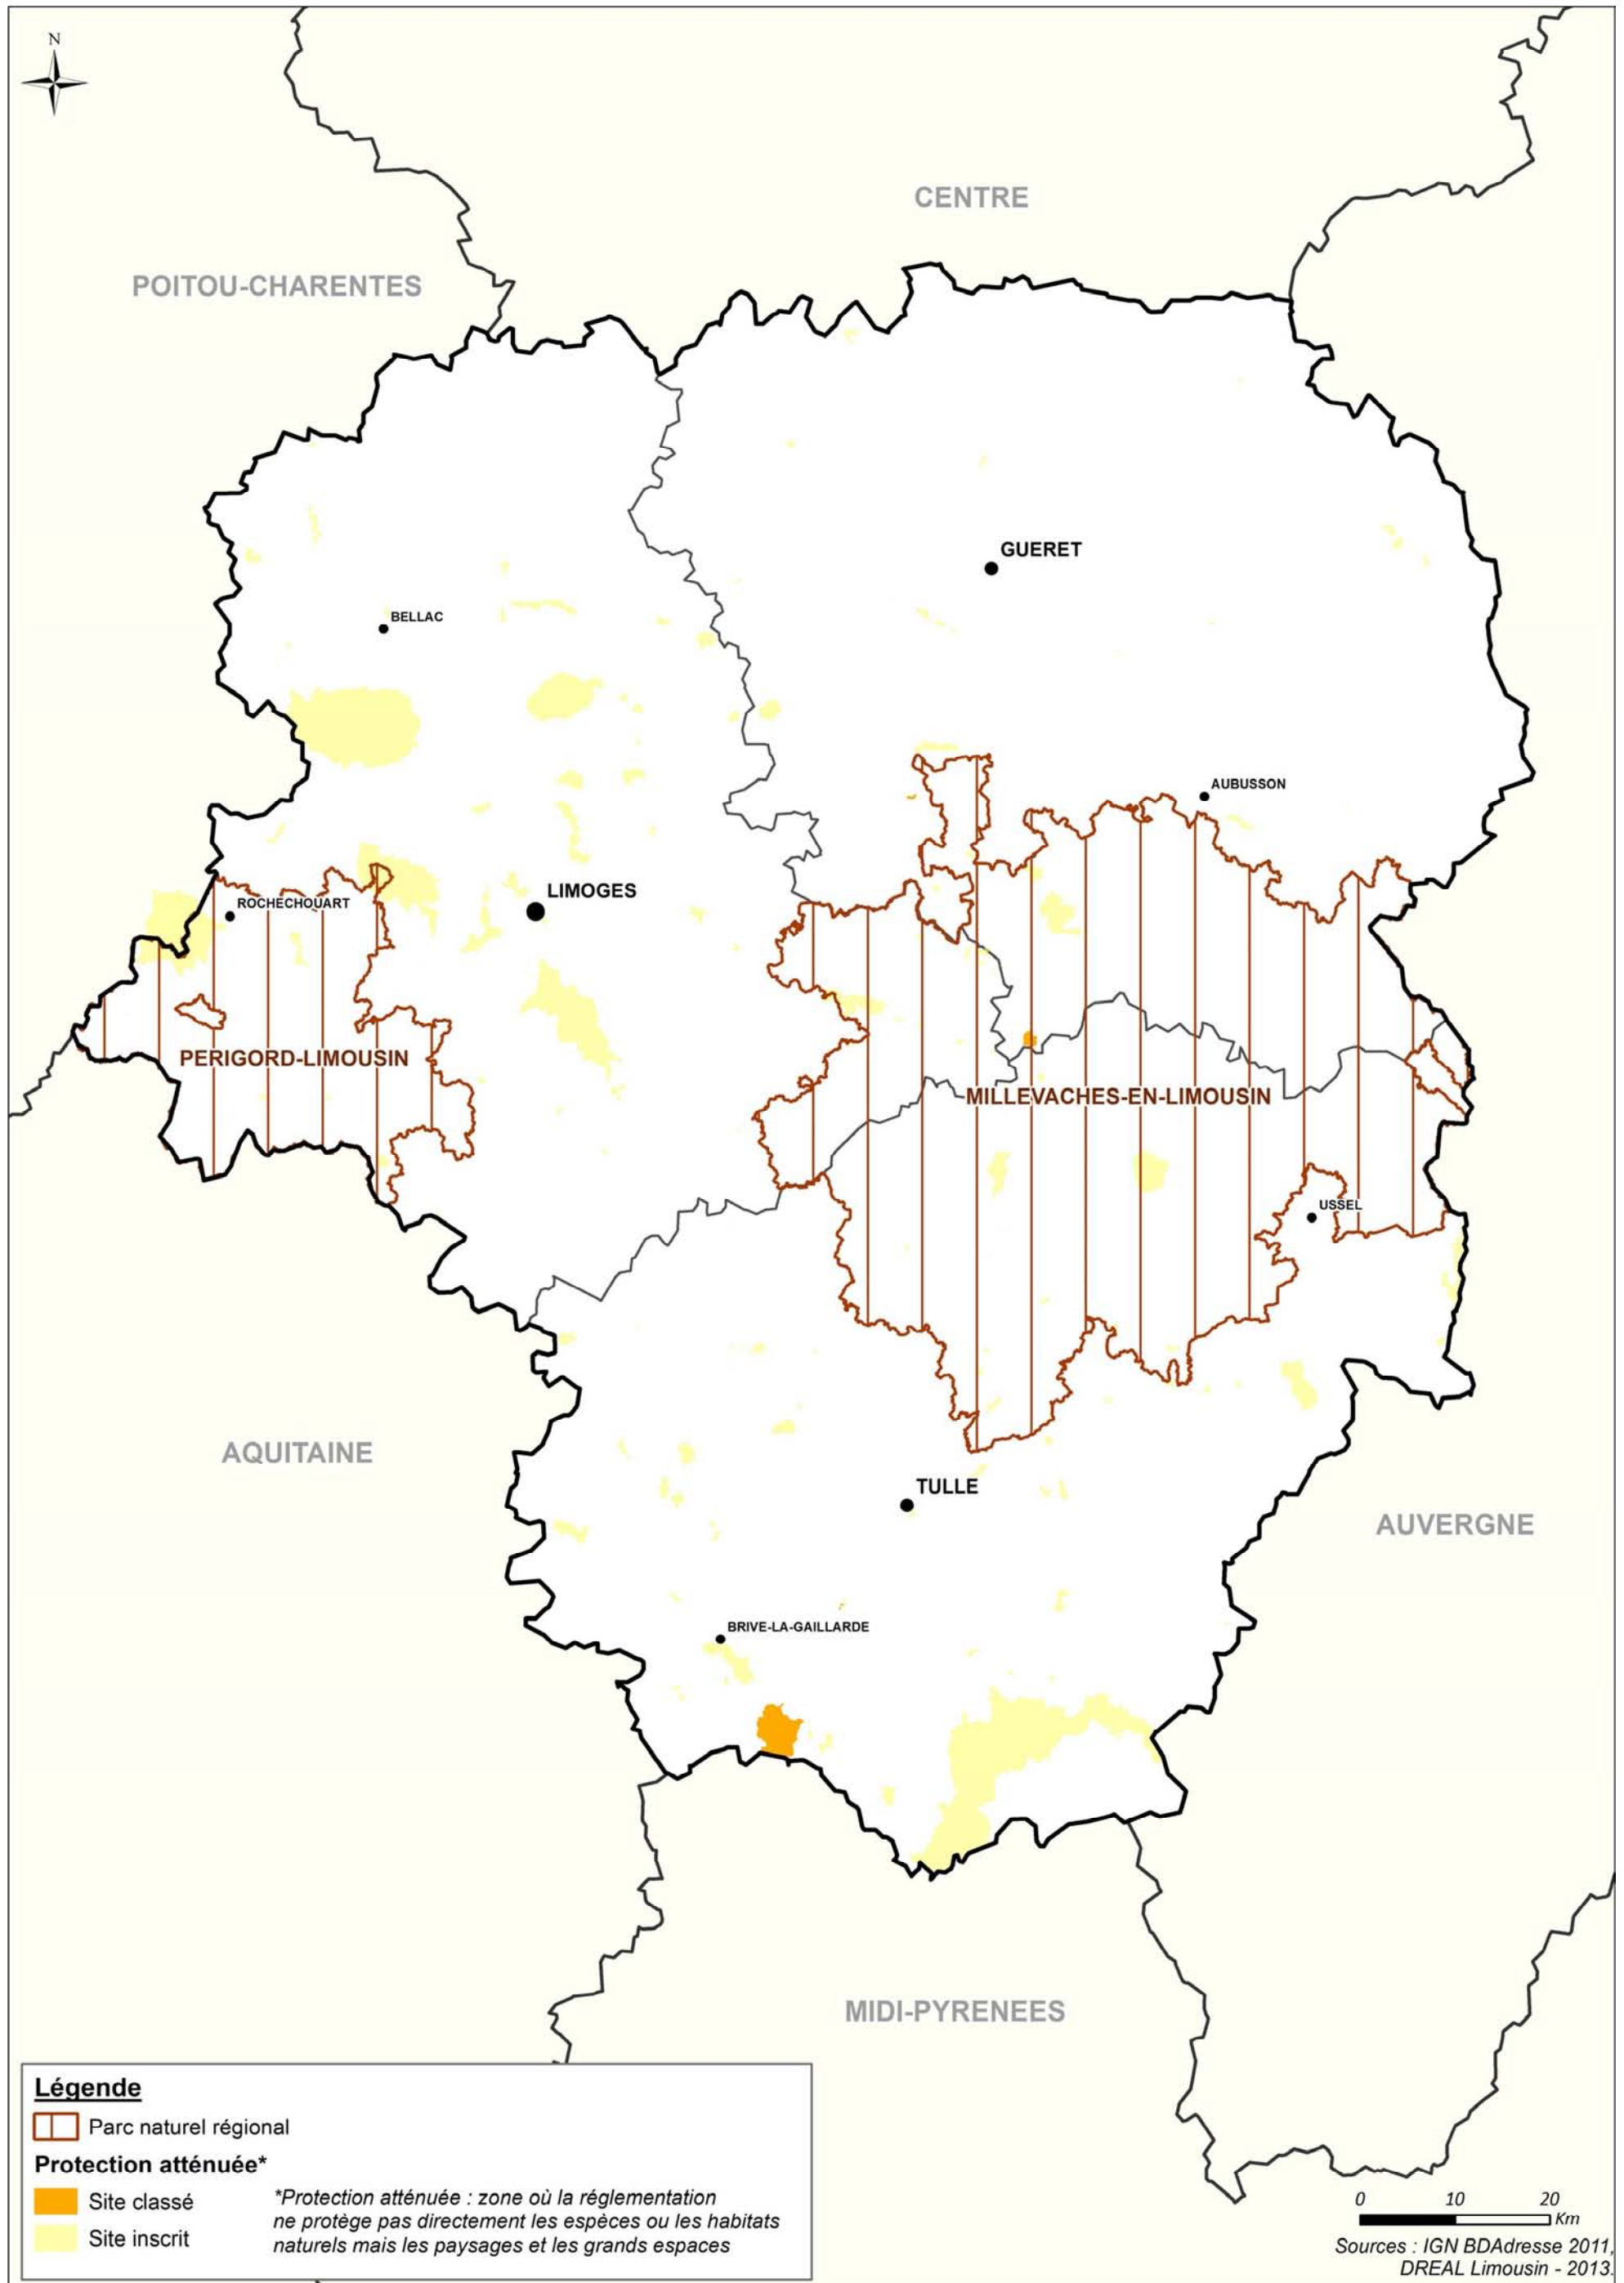 N
CENTRE
POITOU-CHARENTES
GUERET
BELLAC
AUBUSSON
LIMOGES
ROCHECHOUART
PERIGORD-LIMOUSIN
MILLEVACHES-EN-LIMOUSIN
USSEL
AQUITAINE
TULLE
AUVERGNE
BRIVE-LA-GAILLARDE
MIDI-PYRENEES
Légende
Parc naturel régional
Protection atténuée*
Site classé
Site inscrit
*Protection atténuée : zone où la réglementation
ne protège pas directement les espèces ou les habitats
naturels mais les paysages et les grands espaces
0 10 20
Km
Sources : IGN BDAdresse 2011,
DREAL Limousin - 2013.